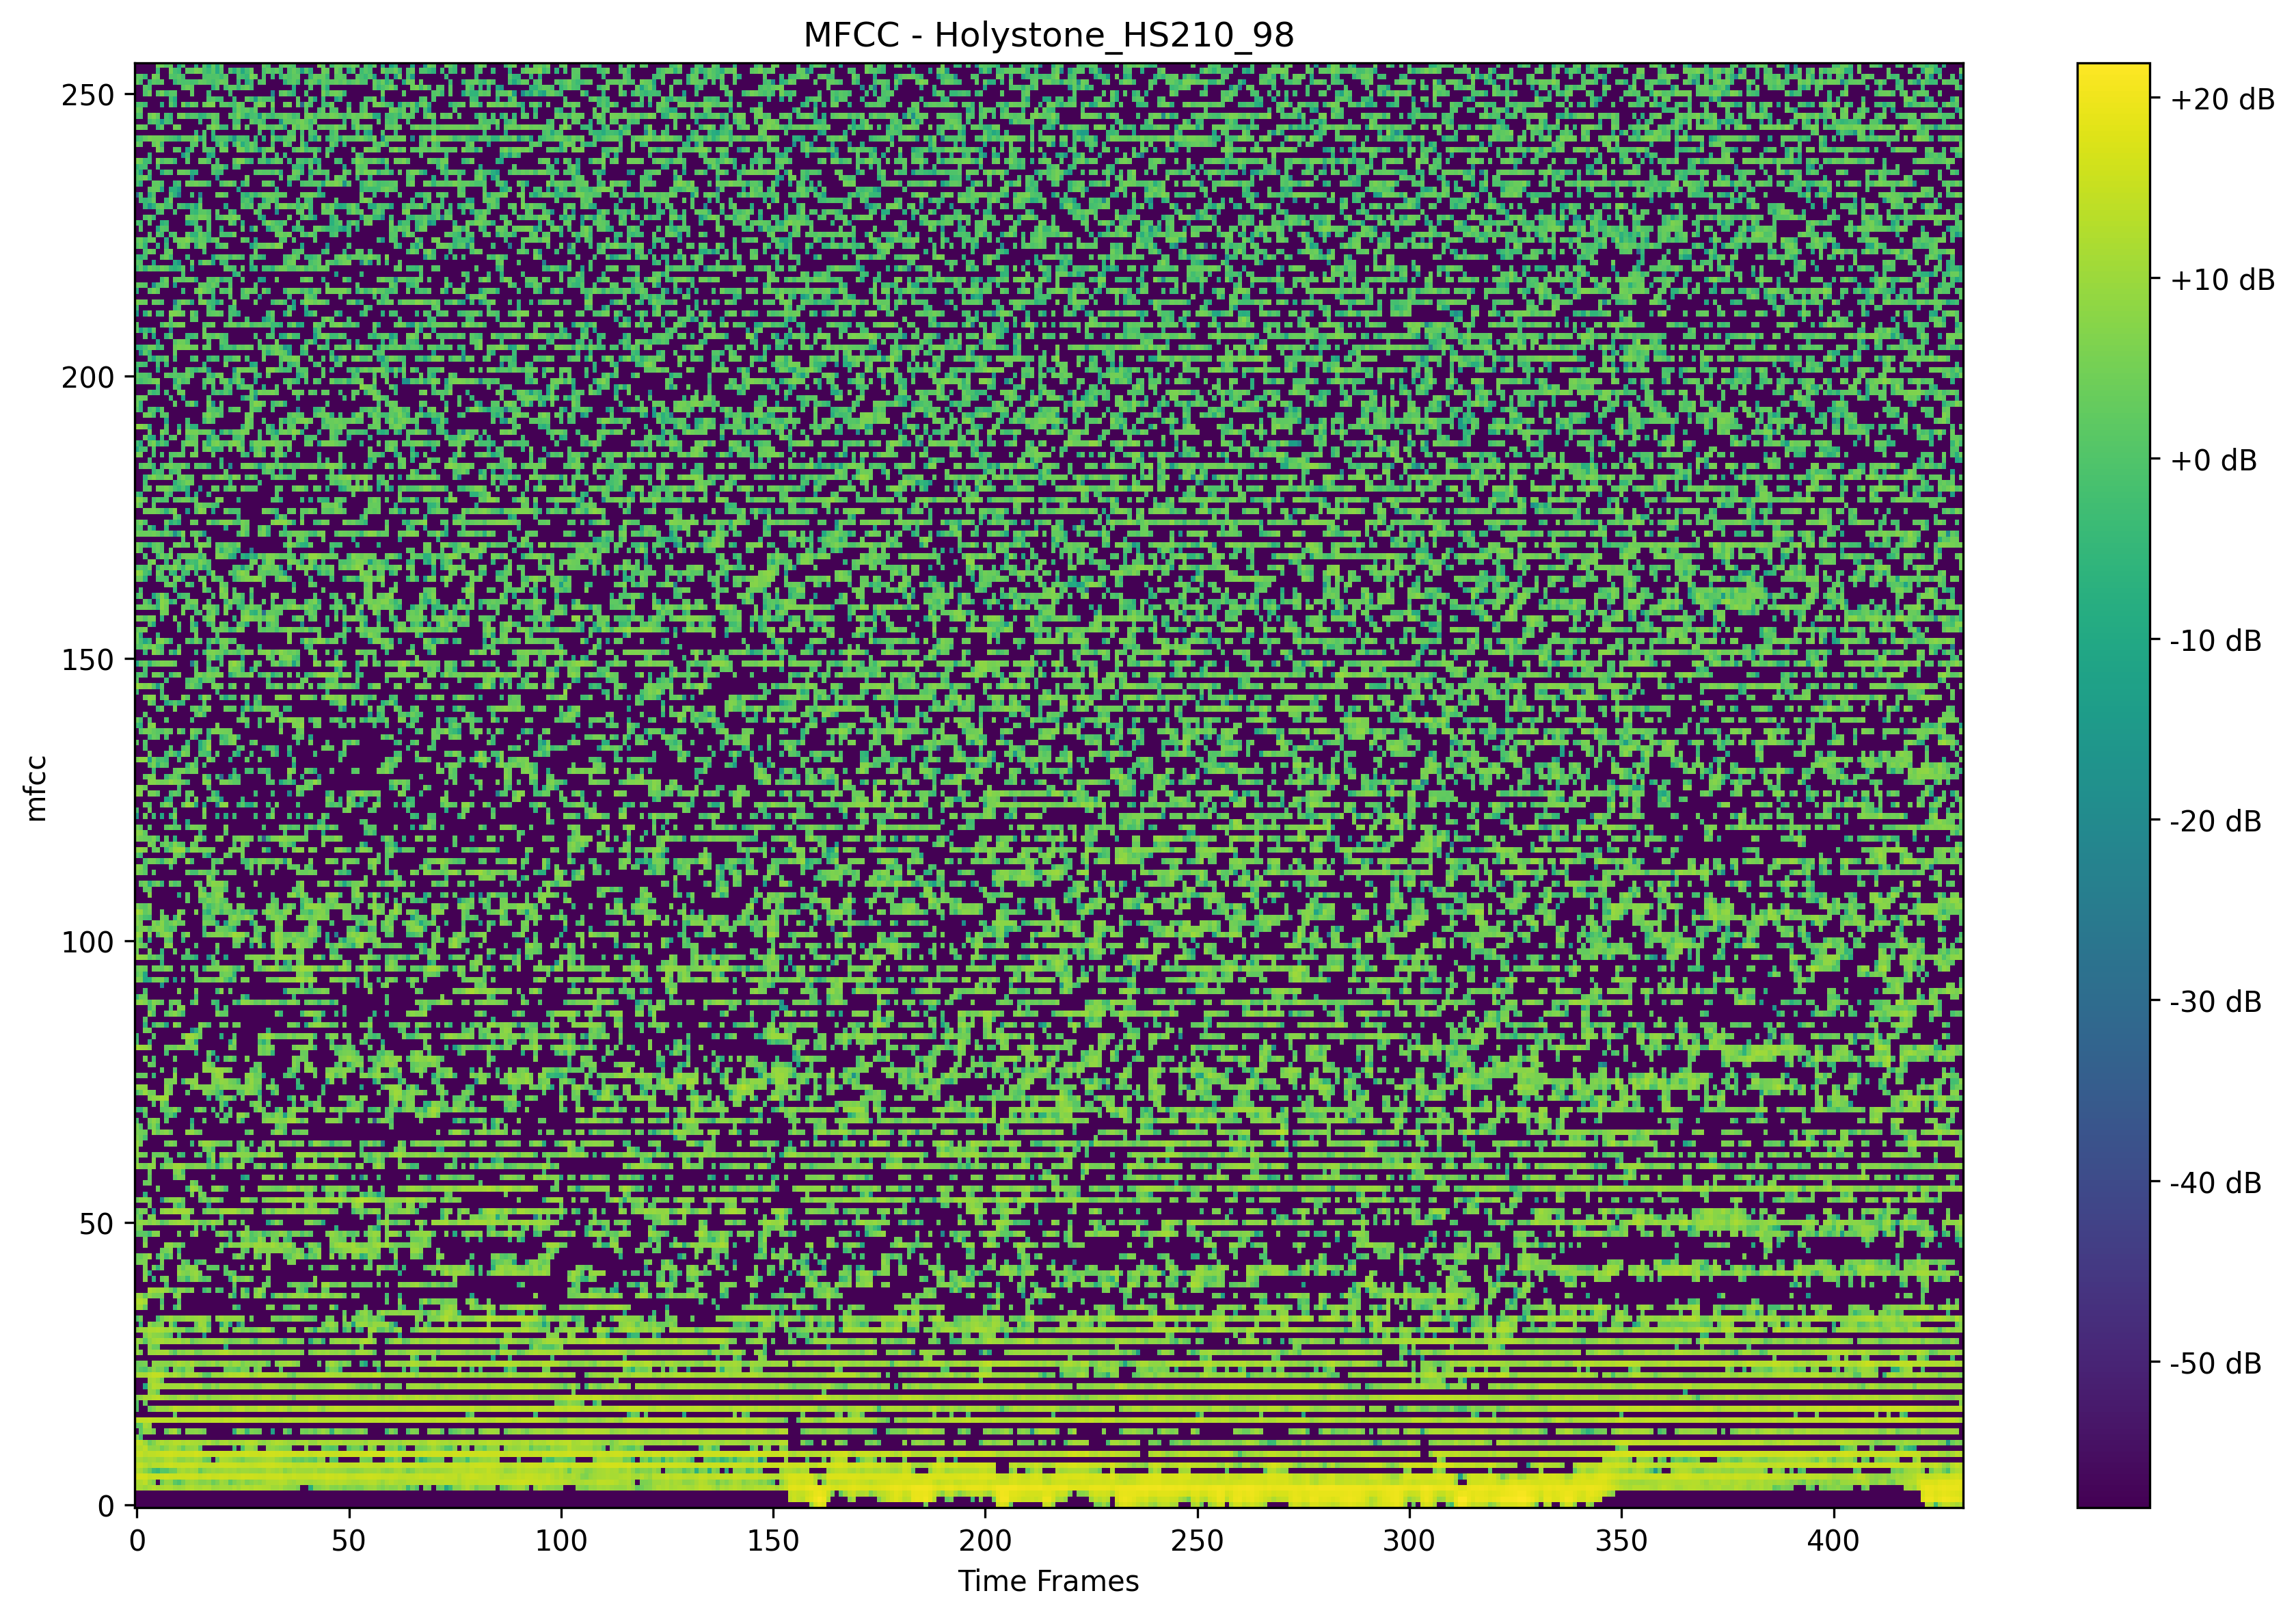 MFCC - Holystone_HS210_98
mfcc
250
200
150
100
50
0
0 50 100 150 200 250 300 350 400
Time Frames
+20 dB
+10 dB
+0 dB
-10 dB
-20 dB
-30 dB
-40 dB
-50 dB